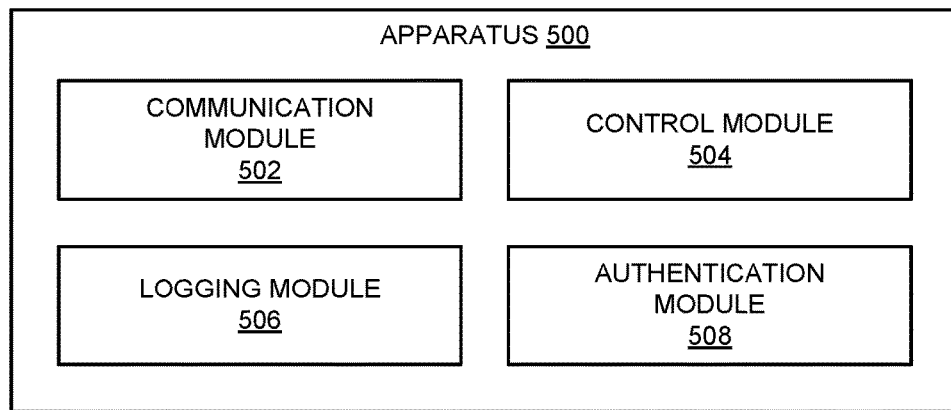 APPARATUS 500
COMMUNICATION
MODULE
502
CONTROL MODULE
504
LOGGING MODULE
506
AUTHENTICATION
MODULE
508